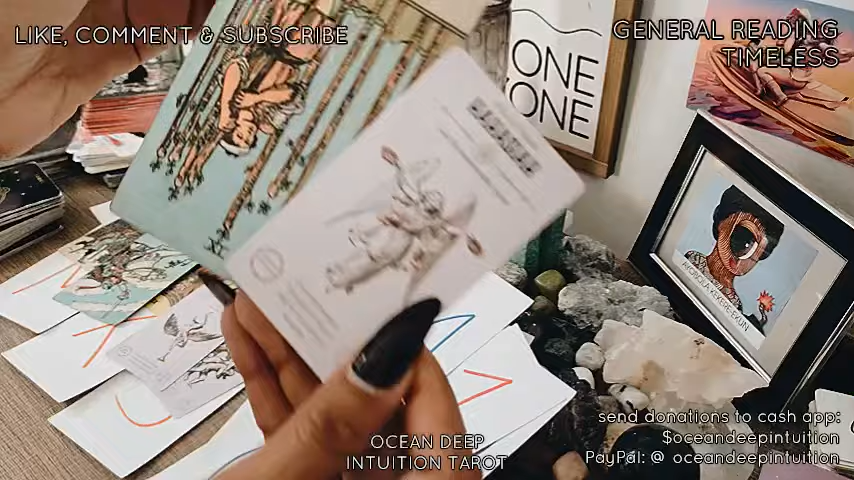 LIKE, COMMENT & SUBSCRIBE
GENERAL READING
TIMELESS
ONE
ONE
send donations to cash app:
$oceandeepintuition
PayPal: @ oceandeepintuition
OCEAN DEEP
INTUITION TAROT